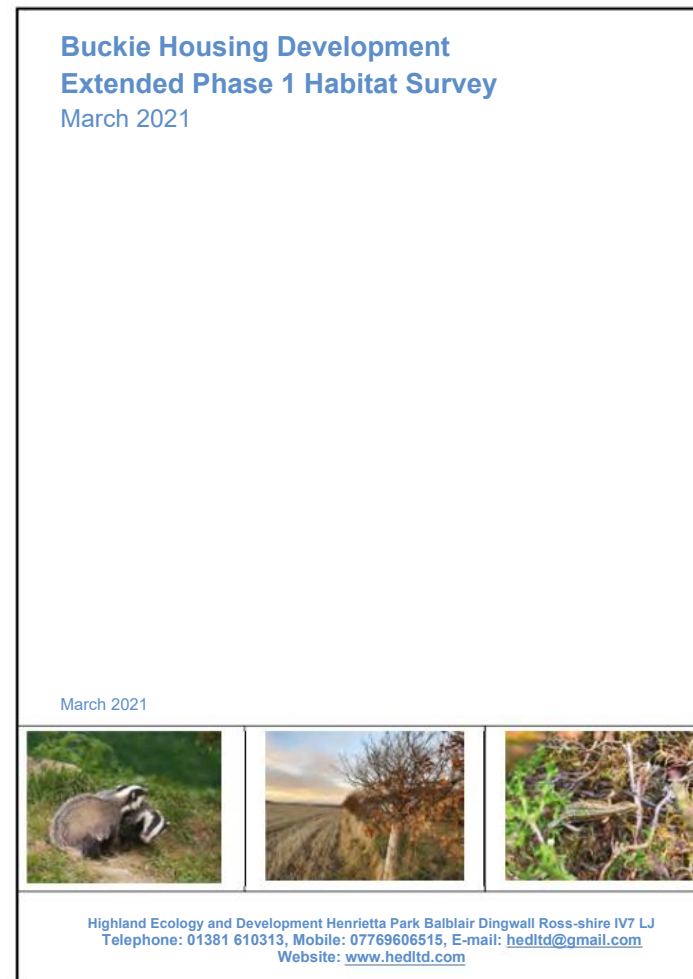 Buckie Housing Development
Extended Phase 1 Habitat Survey
March 2021
March 2021
Highland Ecology and Development Henrietta Park Balblair Dingwall Ross-shire IV7 LJ
Telephone: 01381 610313, Mobile: 07769606515, E-mail: hedltd@gmail.com
Website: www.hedltd.com